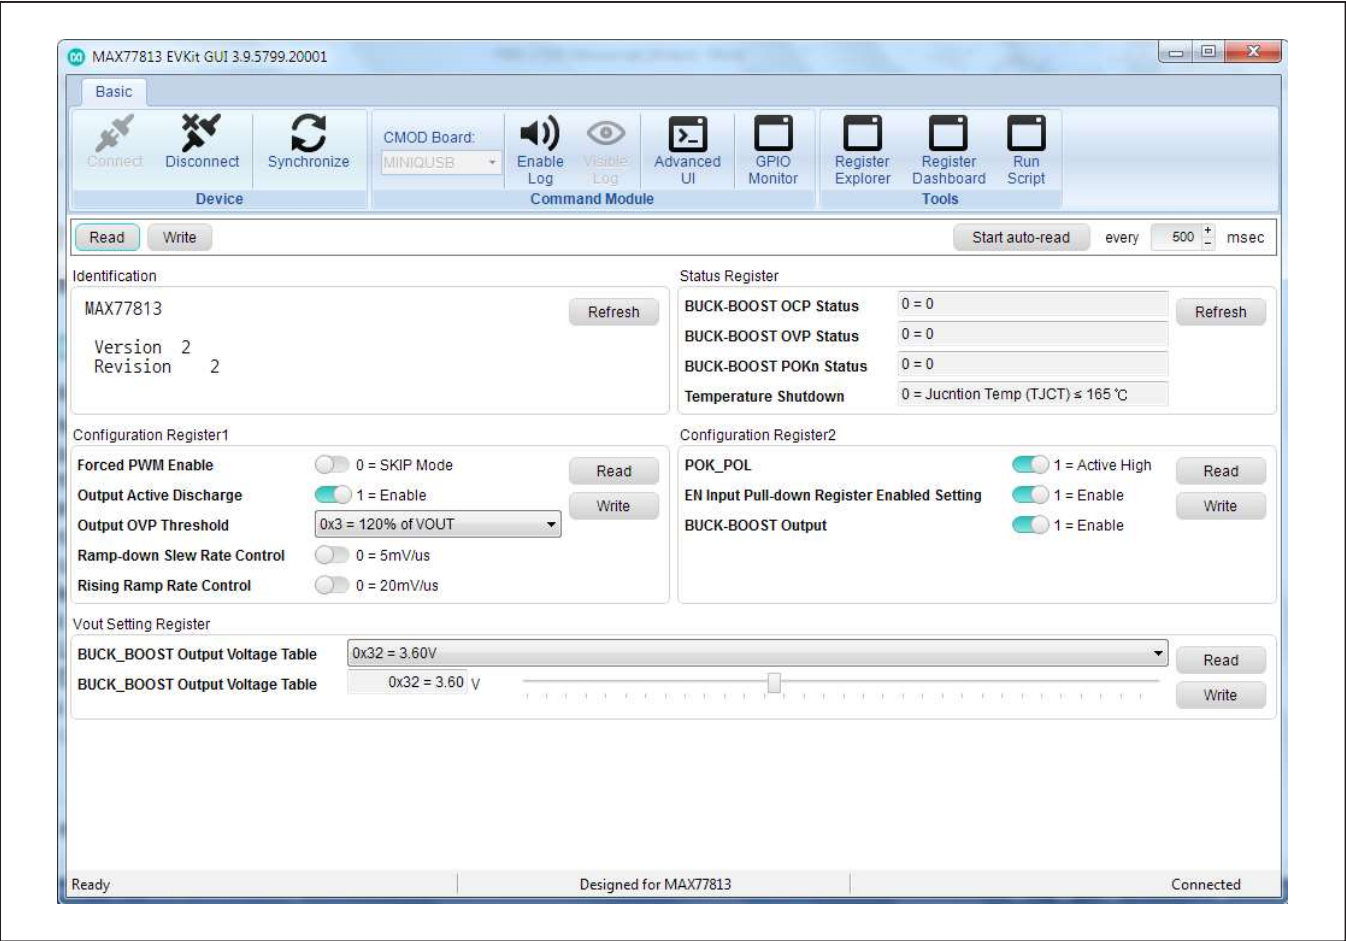 MAX77813 EVKit GUI 3.9.5799.20001
Basic
Connect
Disconnect
Synchronize
Device
CMOD Board:
MINIQUSB
Enable
Log
Visible
Log
Advanced
UI
GPIO
Monitor
Command Module
Register
Explorer
Register
Dashboard
Run
Script
Tools
Read
Write
Start auto-read every 500 + - msec
Identification
MAX77813
Version 2
Revision 2
Refresh
Status Register
BUCK-BOOST OCP Status 0 = 0
BUCK-BOOST OVP Status 0 = 0
BUCK-BOOST POKn Status 0 = 0
Temperature Shutdown 0 = Jucntion Temp (TJCT) ≤ 165 ℃
Refresh
Configuration Register1
Forced PWM Enable 0 = SKIP Mode
Output Active Discharge 1 = Enable
Output OVP Threshold 0x3 = 120% of VOUT
Ramp-down Slew Rate Control 0 = 5mV/us
Rising Ramp Rate Control 0 = 20mV/us
Read
Write
Configuration Register2
POK_POL 1 = Active High
EN Input Pull-down Register Enabled Setting 1 = Enable
BUCK-BOOST Output 1 = Enable
Read
Write
Vout Setting Register
BUCK_BOOST Output Voltage Table 0x32 = 3.60V
BUCK_BOOST Output Voltage Table 0x32 = 3.60 V
Read
Write
Ready
Designed for MAX77813
Connected